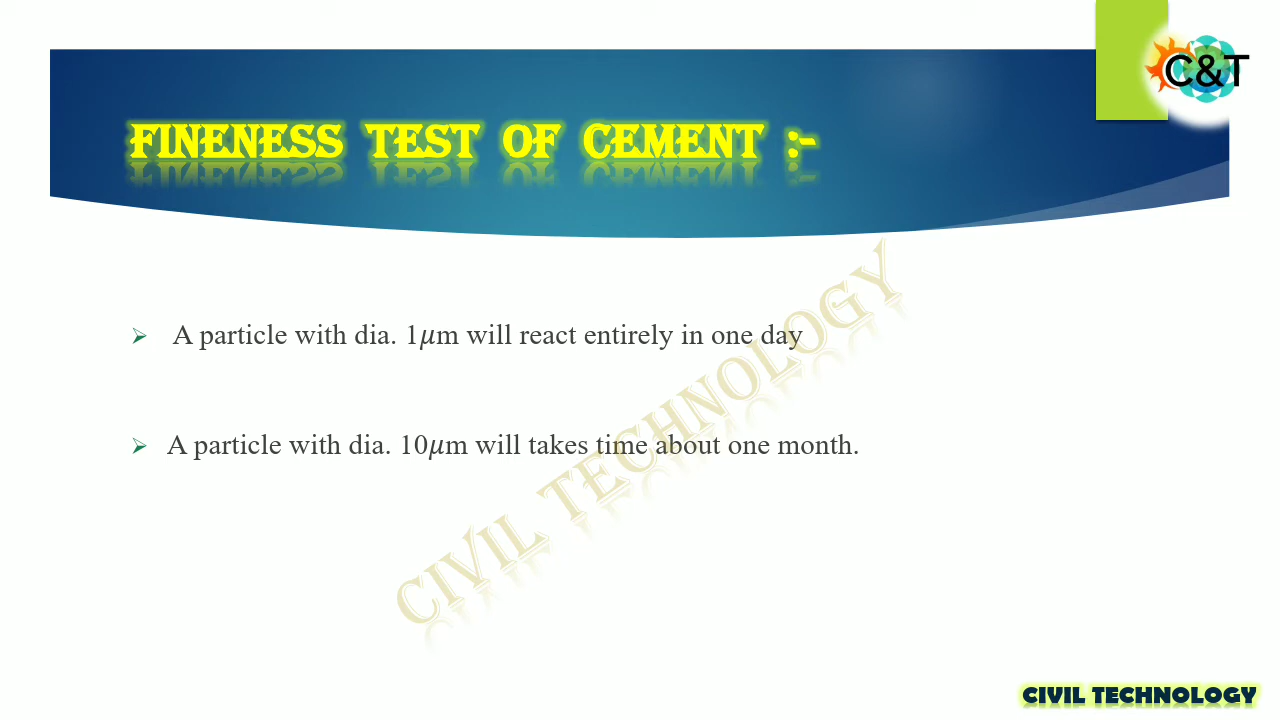 C&T
FINENESS TEST OF CEMENT :-
A particle with dia. 1𝜇m will react entirely in one day
A particle with dia. 10𝜇m will takes time about one month.
CIVIL TECHNOLOGY
CIVIL TECHNOLOGY